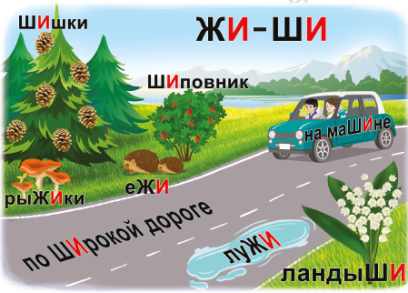 ШИшки
ЖИ-ШИ
ШИповник
на маШИне
рыЖИки
еЖИ
по ШИрокой дороге
луЖИ
ландыШИ